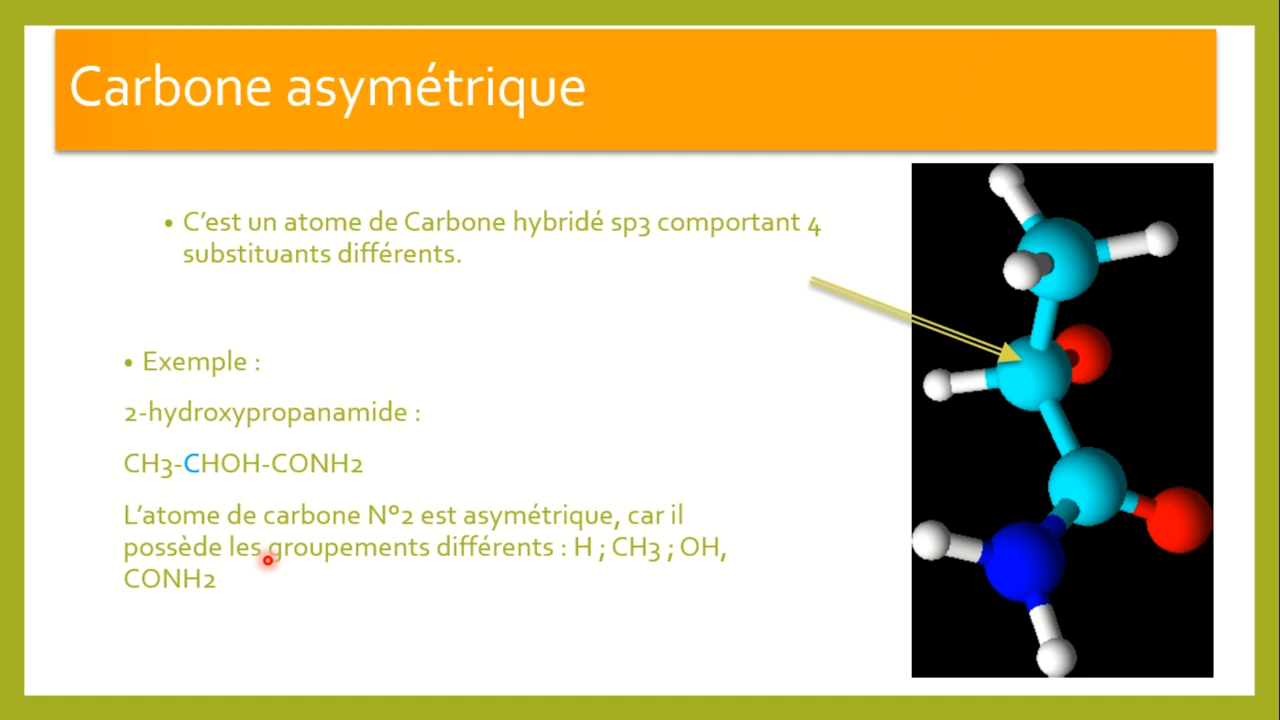 Carbone asymétrique
• C'est un atome de Carbone hybridé sp3 comportant 4
substituants différents.
• Exemple :
2-hydroxypropanamide :
CH3-CHOH-CONH2
L'atome de carbone N°2 est asymétrique, car il
possède les groupements différents : H ; CH3 ; OH,
CONH2